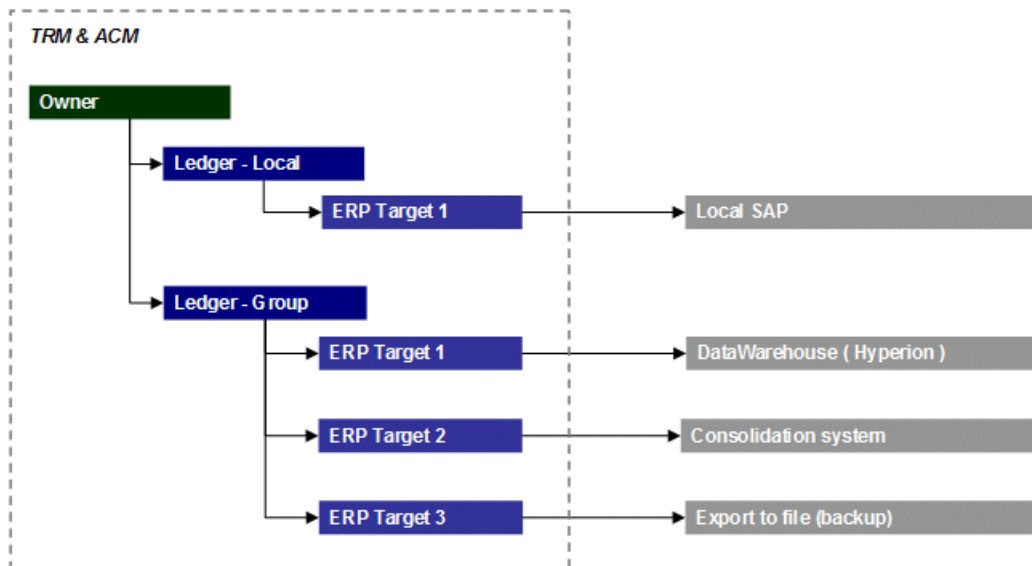 TRM & ACM
Owner
Ledger - Local
ERP Target 1
Local SAP
Ledger - Group
ERP Target 1
DataWarehouse ( Hyperion )
ERP Target 2
Consolidation system
ERP Target 3
Export to file (backup)